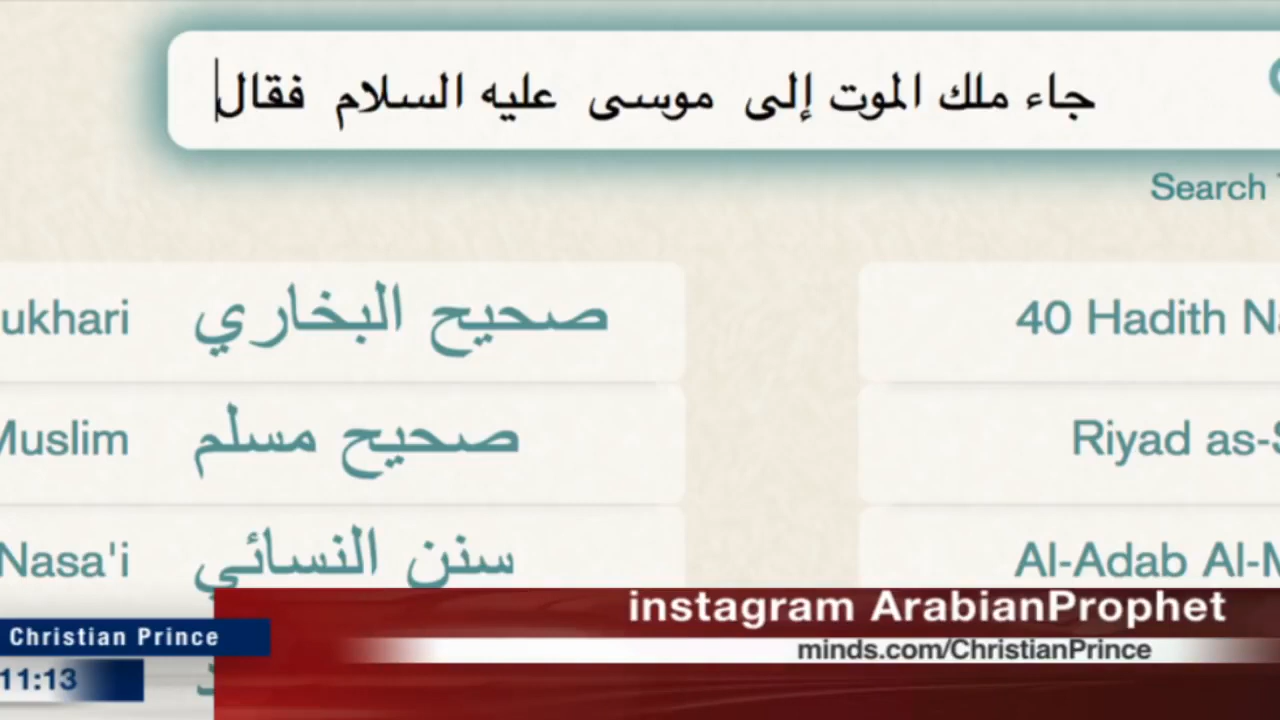 جاء ملك الموت إلى موسى عليه السلام فقال
Search
ukhari صحيح البخاري
40 Hadith Na
Muslim صحيح مسلم
Riyad as-S
Nasa'i سنن النسائي
Al-Adab Al-M
instagram ArabianProphet
Christian Prince
minds.com/ChristianPrince
11:13